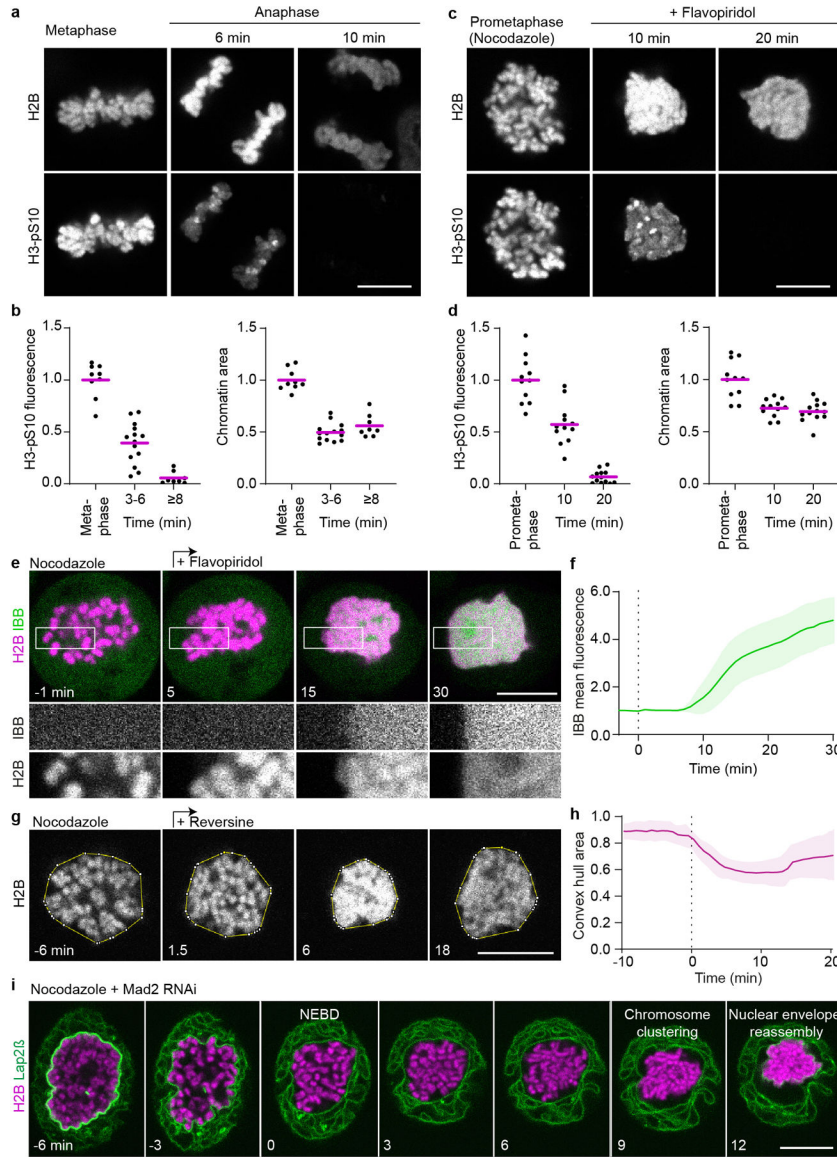 a
Metaphase
Anaphase
6 min
10 min
H2B
H3-pS10
c
Prometaphase
(Nocodazole)
+ Flavopiridol
10 min
20 min
H2B
H3-pS10
b
H3-pS10 fluorescence
1.5
1.0
0.5
0.0
Meta-
phase
3-6
≥8
Time (min)
Chromatin area
1.5
1.0
0.5
0.0
Meta-
phase
3-6
≥8
Time (min)
d
H3-pS10 fluorescence
1.5
1.0
0.5
0.0
Prometa-
phase
10
20
Time (min)
Chromatin area
1.5
1.0
0.5
0.0
Prometa-
phase
10
20
Time (min)
e
Nocodazole
+ Flavopiridol
H2B IBB
-1 min
5
15
30
IBB
H2B
f
IBB mean fluorescence
6.0
4.0
2.0
0.0
0
10
20
30
Time (min)
g
Nocodazole
+ Reversine
H2B
-6 min
1.5
6
18
h
Convex hull area
1.0
0.8
0.6
0.4
0.2
0.0
-10
0
10
20
Time (min)
i
Nocodazole + Mad2 RNAi
H2B Lap2ß
NEBD
Chromosome
clustering
Nuclear envelope
reassembly
-6 min
-3
0
3
6
9
12